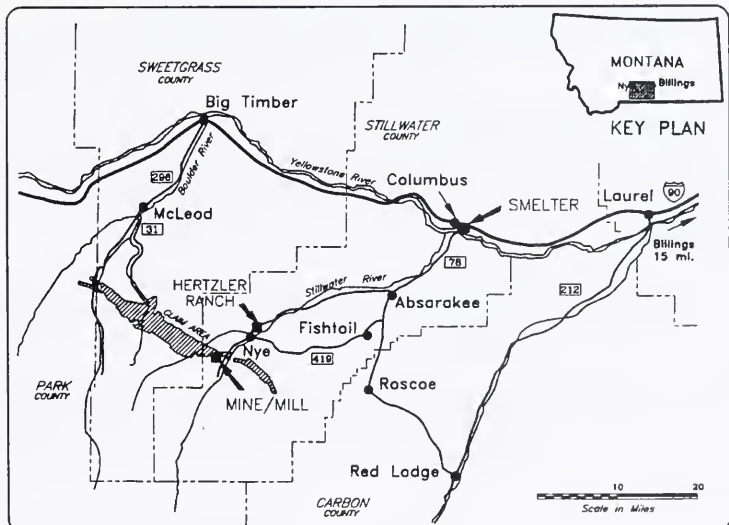 SWEETGRASS
COUNTY
Big Timber
STILLWATER
COUNTY
MONTANA
Nye
Billings
KEY PLAN
298
Boulder River
Yellowstone River
Columbus
SMELTER
Laurel
90
McLeod
31
Billings
15 mi.
78
HERTZLER
RANCH
Stillwater River
Absarokee
212
CLAIM AREA
Fishtail
Nye
419
PARK
COUNTY
MINE/MILL
Roscoe
Red Lodge
CARBON
COUNTY
10
20
Scale in Miles